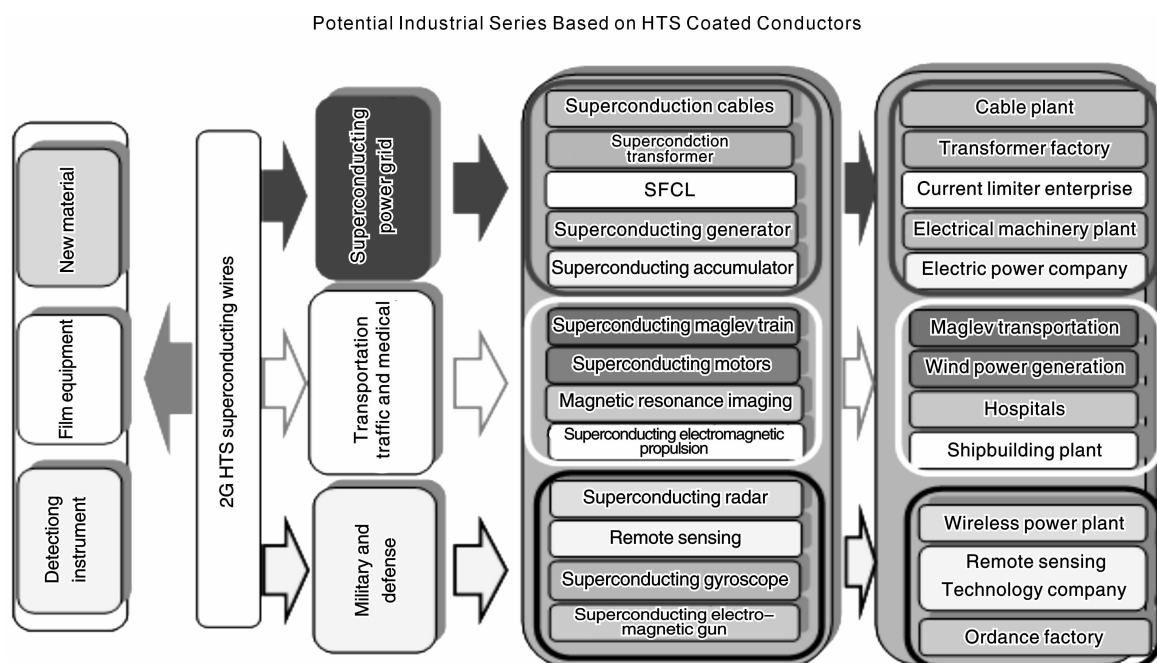 Potential Industrial Series Based on HTS Coated Conductors
New material
Film equipment
Detectiong
instrument
2G HTS superconducting wires
Superconducting
power grid
Transportation
traffic and medical
Military and
defense
Superconduction cables
Supercondction
transformer
SFCL
Superconducting generator
Superconducting accumulator
Superconducting maglev train
Superconducting motors
Magnetic resonance imaging
Superconducting electromagnetic
propulsion
Superconducting radar
Remote sensing
Superconducting gyroscope
Superconducting electro–
magnetic gun
Cable plant
Transformer factory
Current limiter enterprise
Electrical machinery plant
Electric power company
Maglev transportation
Wind power generation
Hospitals
Shipbuilding plant
Wireless power plant
Remote sensing
Technology company
Ordance factory